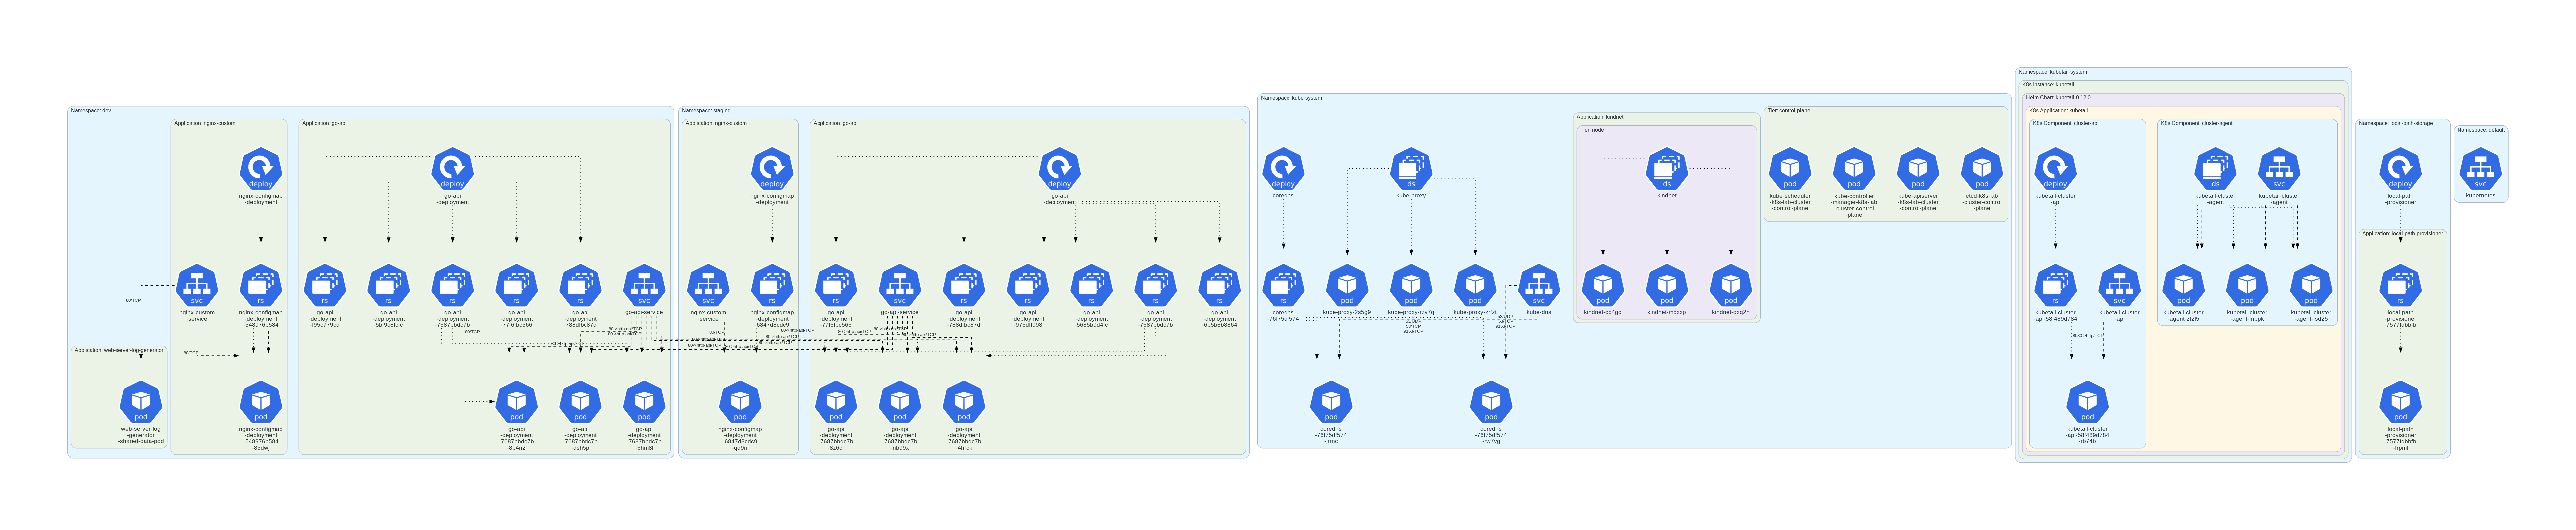 Namespace: dev
Application: nginx-custom
deploy
nginx-configmap
-deployment
svc
nginx-custom
-service
rs
nginx-configmap
-deployment
-548976b584
80/TCP
80/TCP
Application: web-server-log-generator
pod
web-server-log
-generator
-shared-data-pod
pod
nginx-configmap
-deployment
-548976b584
-85dwj
Application: go-api
deploy
go-api
-deployment
rs
go-api
-deployment
-f95c779cd
rs
go-api
-deployment
rs
go-api
-deployment
-7687bbdc7b
rs
go-api
-deployment
-77f6fbc566
rs
go-api
-deployment
-788dfbc87d
svc
go-api-service
pod
go-api
-deployment
-7687bbdc7b
-8p4n2
pod
go-api
-deployment
-7687bbdc7b
-dsh5p
pod
go-api
-deployment
-7687bbdc7b
-6hm8l
Namespace: staging
Application: nginx-custom
deploy
nginx-configmap
-deployment
svc
nginx-custom
-service
rs
nginx-configmap
-deployment
-6847d8cdc9
pod
nginx-configmap
-deployment
-6847d8cdc9
-qq9rr
Application: go-api
deploy
go-api
-deployment
rs
go-api
-deployment
-77f6fbc566
svc
go-api-service
rs
go-api
-deployment
-788dfbc87d
rs
go-api
-deployment
-976dff998
rs
go-api
-deployment
-5685b9d4fc
rs
go-api
-deployment
-7687bbdc7b
rs
go-api
-deployment
-6b5b8b8864
pod
go-api
-deployment
-7687bbdc7b
-8z6cf
pod
go-api
-deployment
-7687bbdc7b
-nb99x
pod
go-api
-deployment
-7687bbdc7b
-4hrck
Namespace: kube-system
deploy
coredns
ds
kube-proxy
rs
coredns
-76f75df574
pod
kube-proxy-2s5g9
pod
kube-proxy-rzv7q
pod
kube-proxy-znfzt
svc
kube-dns
53/TCP
9153/TCP
9153/TCP
pod
coredns
-76f75df574
-jrrnc
pod
coredns
-76f75df574
-rw7vg
Application: kindnet
Tier: node
ds
kindnet
pod
kindnet-cb4gc
pod
kindnet-m5xxp
pod
kindnet-qxq2n
Tier: control-plane
pod
kube-scheduler
-k8s-lab-cluster
-control-plane
pod
kube-controller
-manager-k8s-lab
-cluster-control
-plane
pod
kube-apiserver
-k8s-lab-cluster
-control-plane
pod
etcd-k8s-lab
-cluster-control
-plane
Namespace: kubetail-system
K8s Instance: kubetail
Helm Chart: kubetail-0.12.0
K8s Application: kubetail
K8s Component: cluster-api
deploy
kubetail-cluster
-api
rs
kubetail-cluster
-api-58f489d784
svc
kubetail-cluster
-api
8080->http/TCP
pod
kubetail-cluster
-api-58f489d784
-rb74b
K8s Component: cluster-agent
ds
kubetail-cluster
-agent
svc
kubetail-cluster
-agent
pod
kubetail-cluster
-agent-zt2l5
pod
kubetail-cluster
-agent-fnbpk
pod
kubetail-cluster
-agent-fsd25
Namespace: local-path-storage
deploy
local-path
-provisioner
Application: local-path-provisioner
rs
local-path
-provisioner
-7577fdbbfb
pod
local-path
-provisioner
-7577fdbbfb
-frpmt
Namespace: default
svc
kubernetes